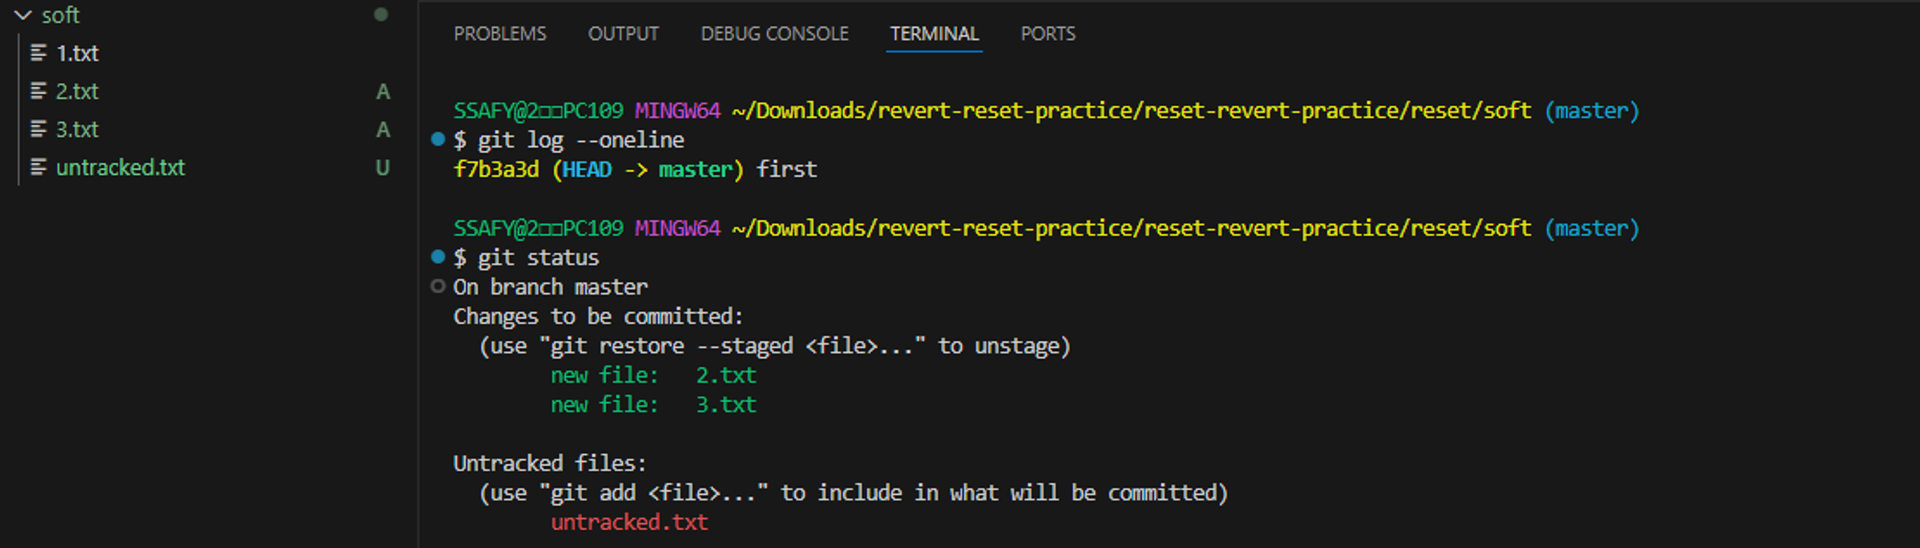 soft
1.txt
2.txt A
3.txt A
untracked.txt U
PROBLEMS OUTPUT DEBUG CONSOLE TERMINAL PORTS
SSAFY@2□□PC109 MINGW64 ~/Downloads/revert-reset-practice/reset-revert-practice/reset/soft (master)
$ git log --oneline
f7b3a3d (HEAD -> master) first
SSAFY@2□□PC109 MINGW64 ~/Downloads/revert-reset-practice/reset-revert-practice/reset/soft (master)
$ git status
On branch master
Changes to be committed:
  (use "git restore --staged <file>..." to unstage)
        new file:   2.txt
        new file:   3.txt
Untracked files:
  (use "git add <file>..." to include in what will be committed)
        untracked.txt